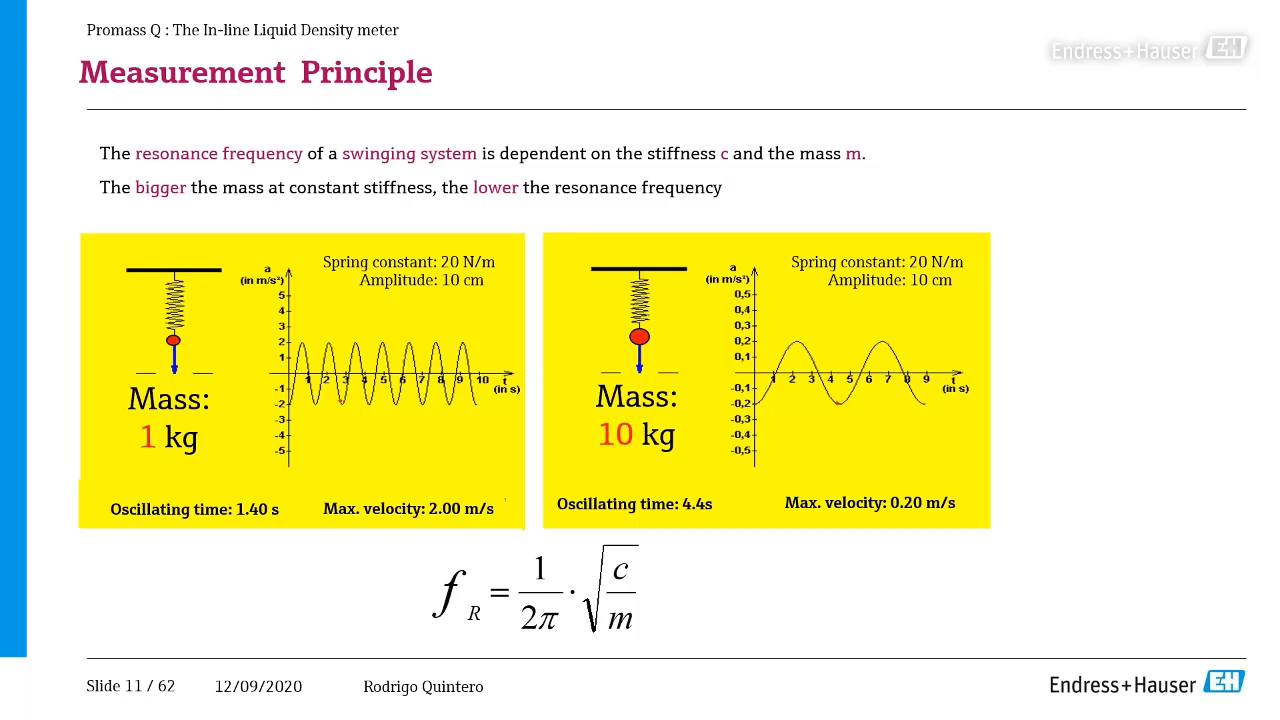 Promass Q : The In-line Liquid Density meter
Endress+Hauser EH
Measurement Principle
The resonance frequency of a swinging system is dependent on the stiffness c and the mass m.
The bigger the mass at constant stiffness, the lower the resonance frequency
Spring constant: 20 N/m
Amplitude: 10 cm
a
(in m/s²)
5
4
3
2
1
-1
-2
-3
-4
-5
1 2 3 4 5 6 7 8 9 10 t
(in s)
Mass:
1 kg
Oscillating time: 1.40 s
Max. velocity: 2.00 m/s
Spring constant: 20 N/m
Amplitude: 10 cm
a
(in m/s²)
0,5
0,4
0,3
0,2
0,1
-0,1
-0,2
-0,3
-0,4
-0,5
1 2 3 4 5 6 7 8 9 t
(in s)
Mass:
10 kg
Oscillating time: 4.4s
Max. velocity: 0.20 m/s
f R = 1 / 2π · √ c / m
Slide 11 / 62 12/09/2020 Rodrigo Quintero
Endress+Hauser EH